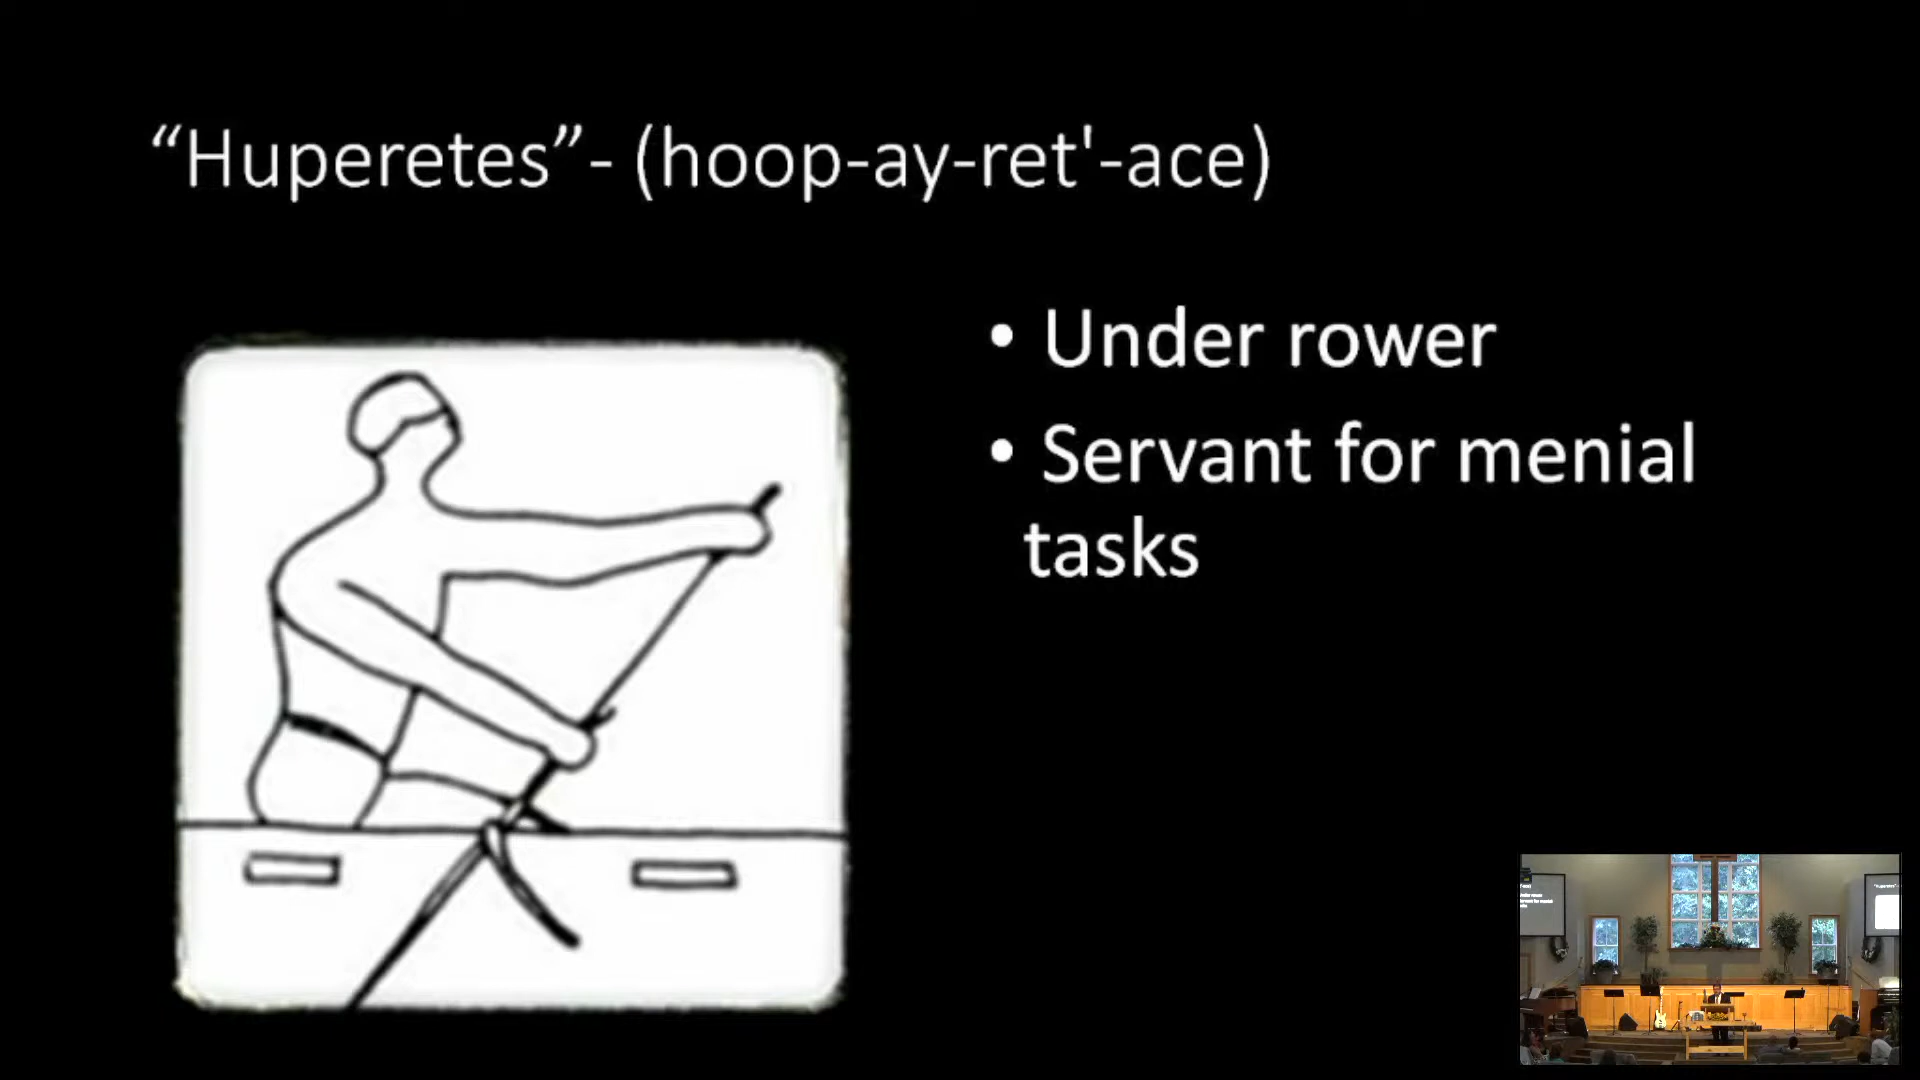 “Huperetes”- (hoop-ay-ret'-ace)
• Under rower
• Servant for menial
tasks